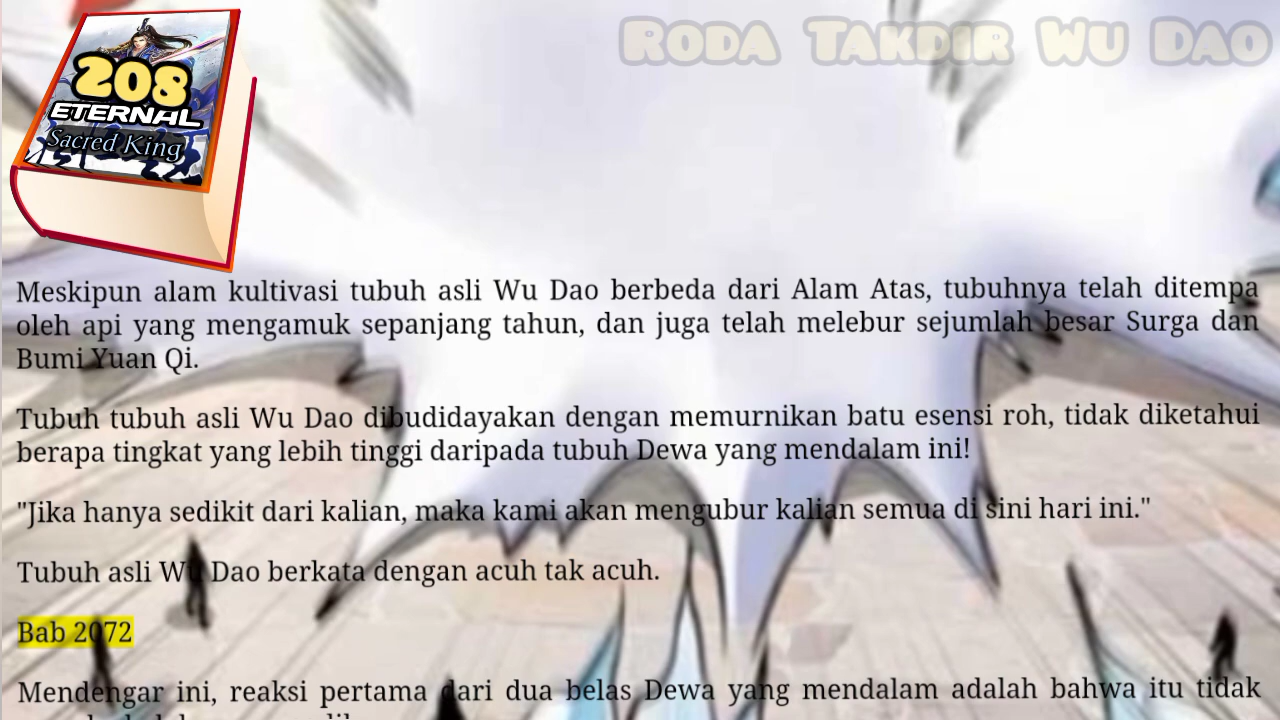 RODA TAKDIR WU DAO
208
ETERNAL
Sacred King
Meskipun alam kultivasi tubuh asli Wu Dao berbeda dari Alam Atas, tubuhnya telah ditempa
oleh api yang mengamuk sepanjang tahun, dan juga telah melebur sejumlah besar Surga dan
Bumi Yuan Qi.
Tubuh tubuh asli Wu Dao dibudidayakan dengan memurnikan batu esensi roh, tidak diketahui
berapa tingkat yang lebih tinggi daripada tubuh Dewa yang mendalam ini!
"Jika hanya sedikit dari kalian, maka kami akan mengubur kalian semua di sini hari ini."
Tubuh asli Wu Dao berkata dengan acuh tak acuh.
Bab 2072
Mendengar ini, reaksi pertama dari dua belas Dewa yang mendalam adalah bahwa itu tidak